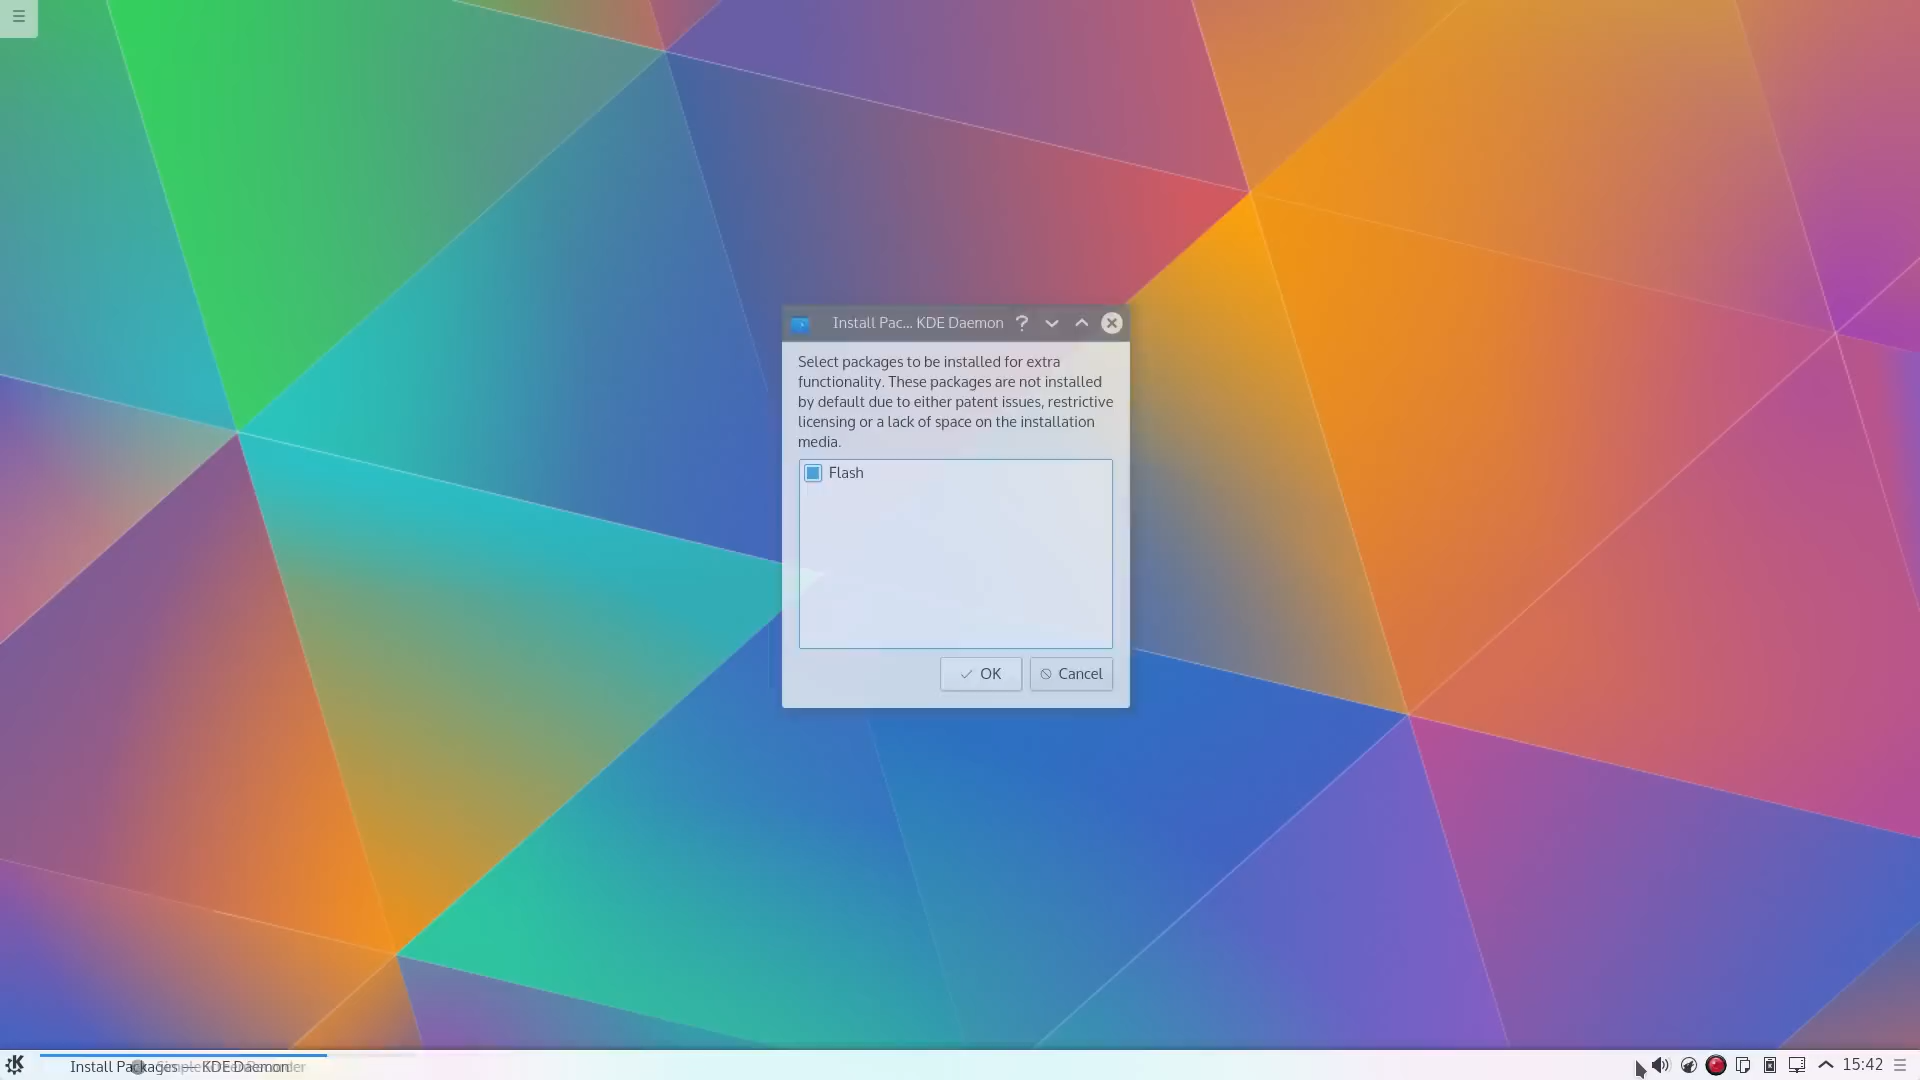 Install Pac... KDE Daemon
Select packages to be installed for extra
functionality. These packages are not installed
by default due to either patent issues, restrictive
licensing or a lack of space on the installation
media.
Flash
OK
Cancel
Install Packages — KDE Daemon
15:42